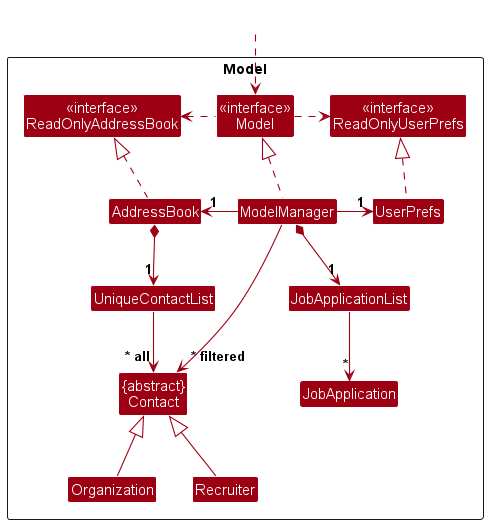 Model
«interface»
ReadOnlyAddressBook
«interface»
Model
«interface»
ReadOnlyUserPrefs
AddressBook
1
ModelManager
1
UserPrefs
1
1
UniqueContactList
JobApplicationList
* all
* filtered
*
{abstract}
Contact
JobApplication
Organization
Recruiter